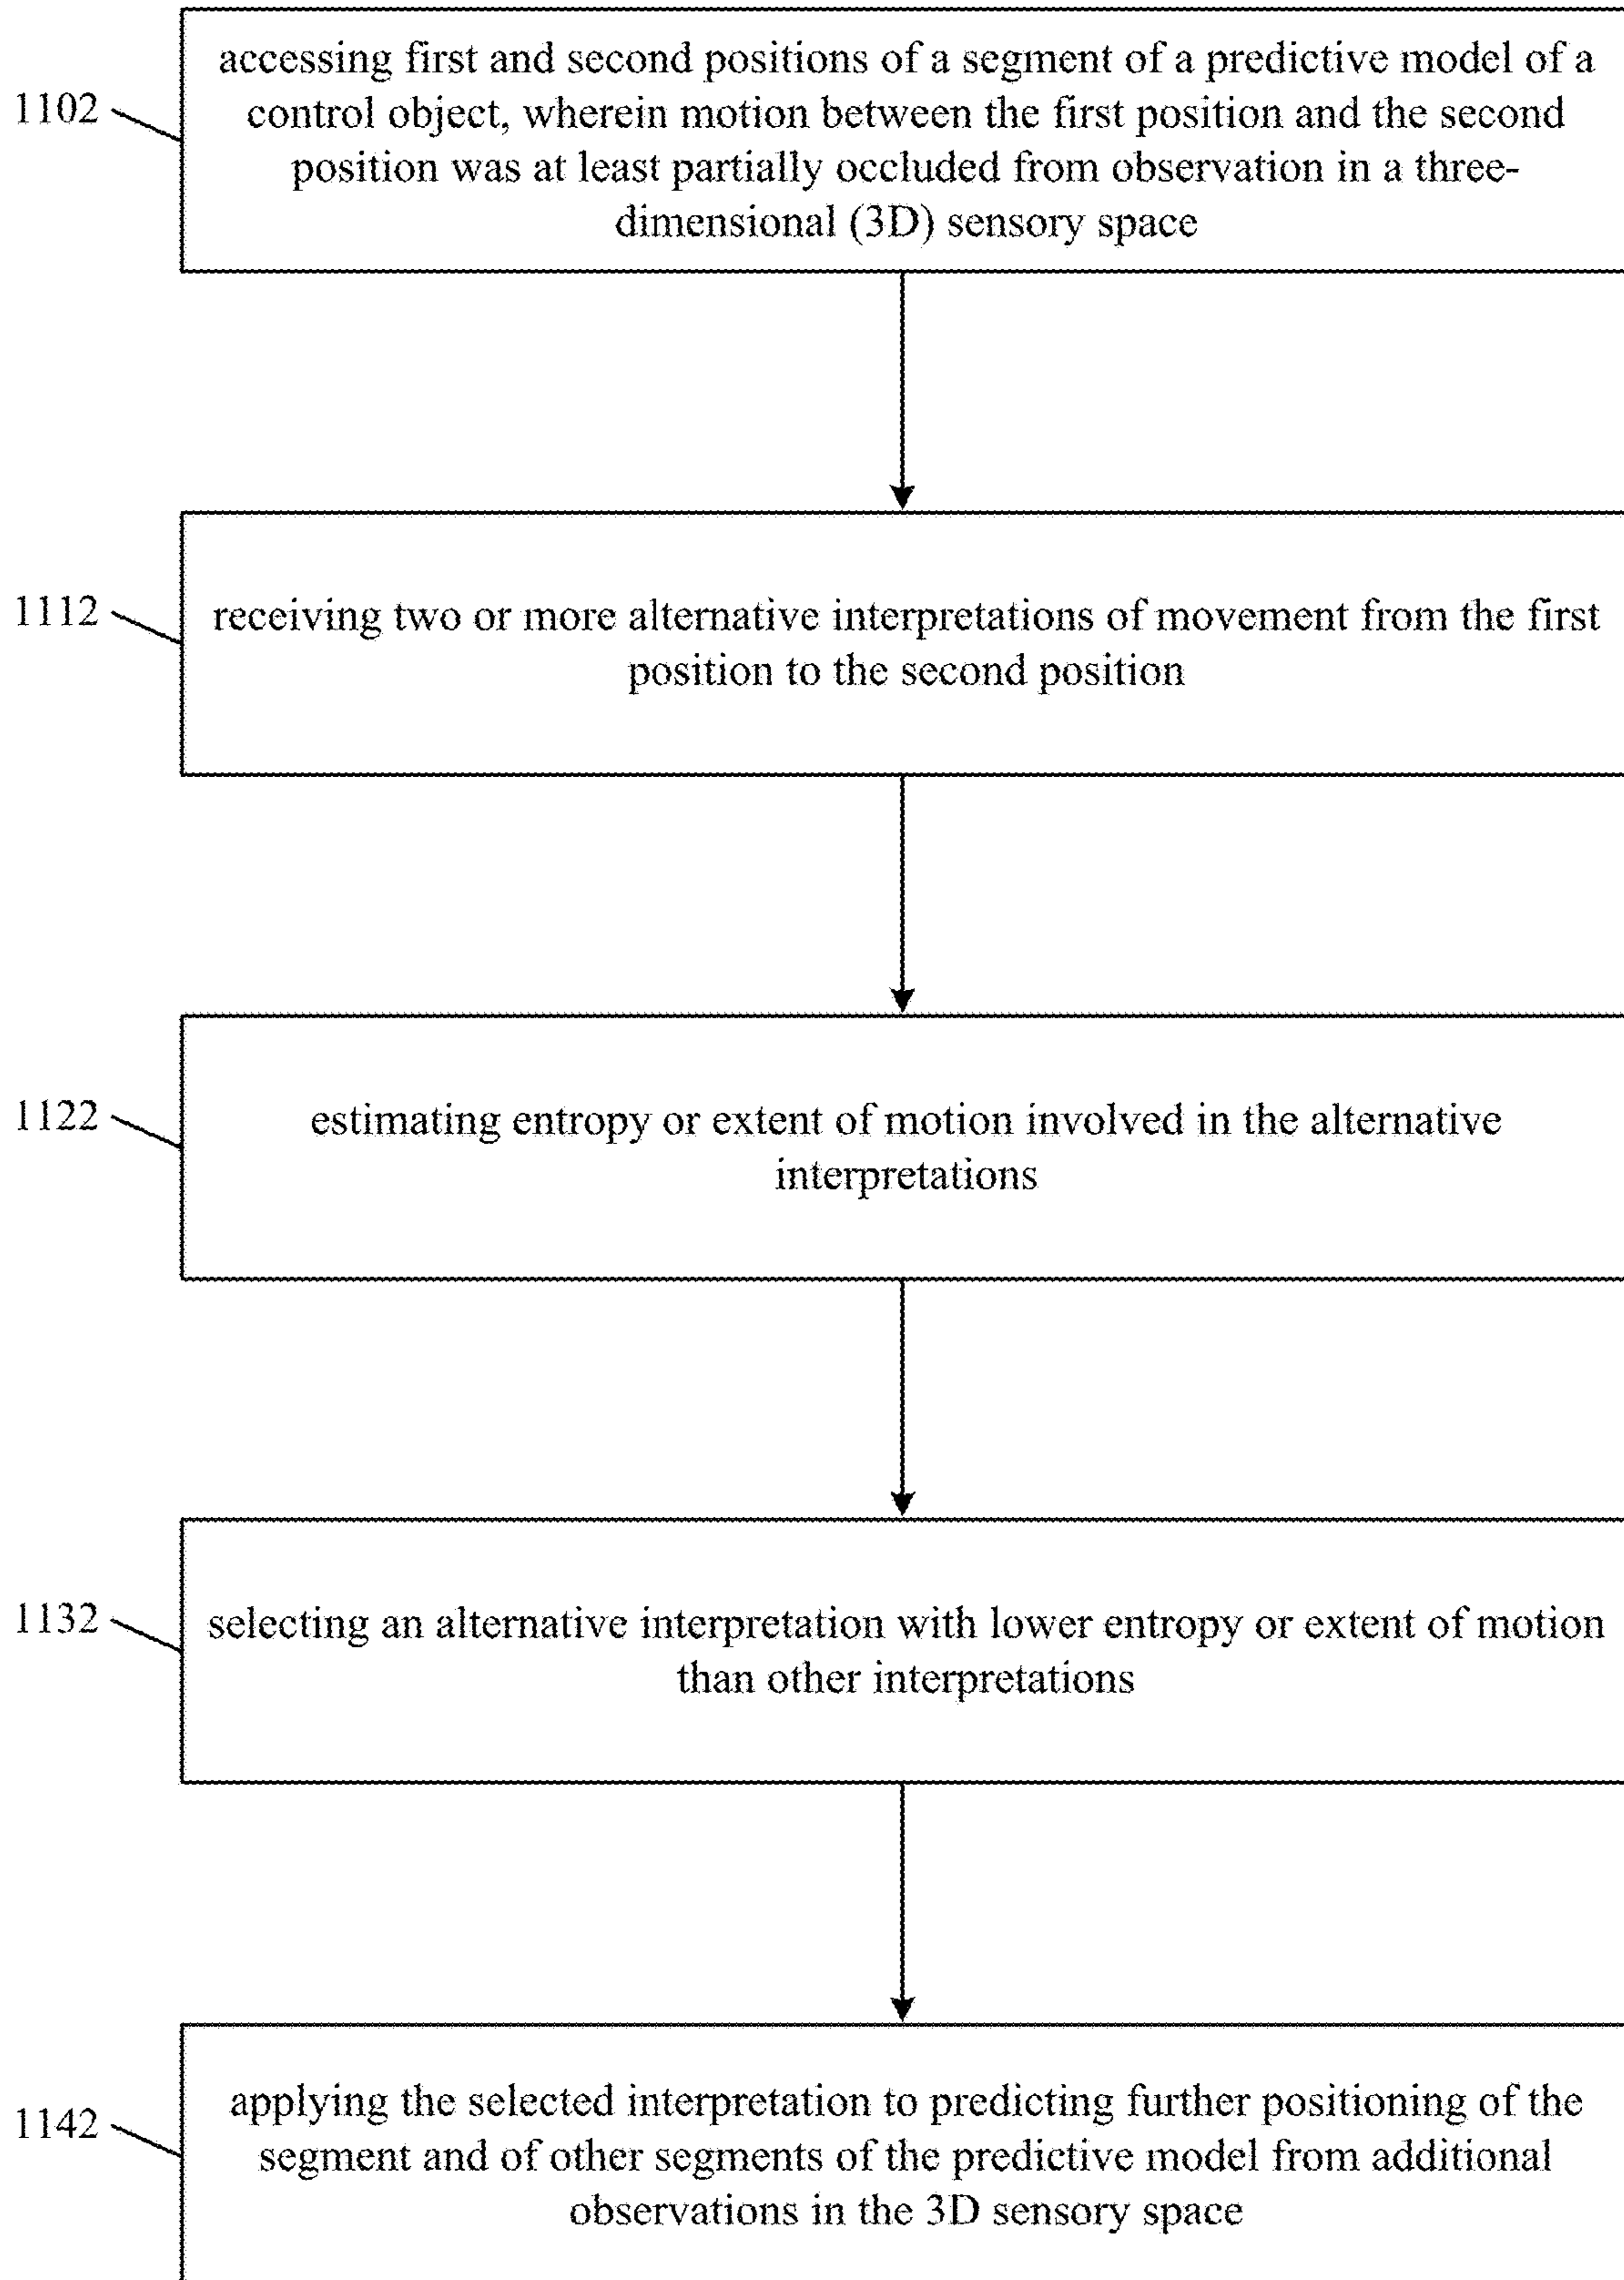 1102
accessing first and second positions of a segment of a predictive model of a
control object, wherein motion between the first position and the second
position was at least partially occluded from observation in a three-
dimensional (3D) sensory space
1112
receiving two or more alternative interpretations of movement from the first
position to the second position
1122
estimating entropy or extent of motion involved in the alternative
interpretations
1132
selecting an alternative interpretation with lower entropy or extent of motion
than other interpretations
1142
applying the selected interpretation to predicting further positioning of the
segment and of other segments of the predictive model from additional
observations in the 3D sensory space